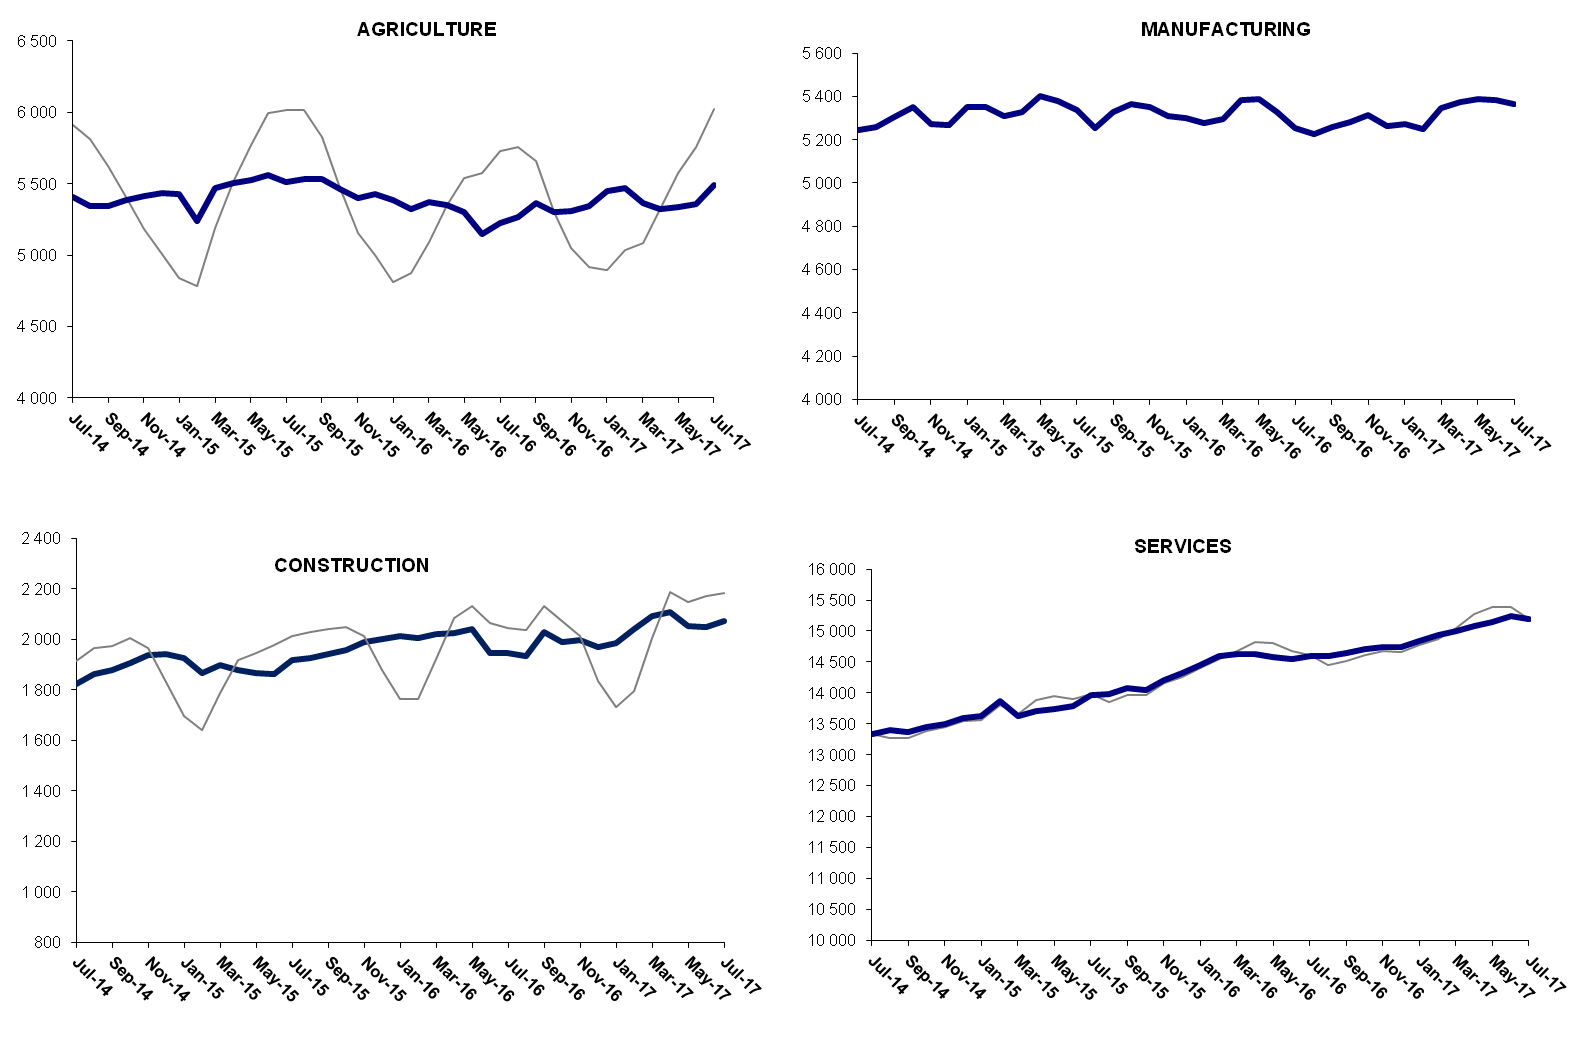 AGRICULTURE
6 500
6 000
5 500
5 000
4 500
4 000
Jul-14
Sep-14
Nov-14
Jan-15
Mar-15
May-15
Jul-15
Sep-15
Nov-15
Jan-16
Mar-16
May-16
Jul-16
Sep-16
Nov-16
Jan-17
Mar-17
May-17
Jul-17
MANUFACTURING
5 600
5 400
5 200
5 000
4 800
4 600
4 400
4 200
4 000
Jul-14
Sep-14
Nov-14
Jan-15
Mar-15
May-15
Jul-15
Sep-15
Nov-15
Jan-16
Mar-16
May-16
Jul-16
Sep-16
Nov-16
Jan-17
Mar-17
May-17
Jul-17
CONSTRUCTION
2 400
2 200
2 000
1 800
1 600
1 400
1 200
1 000
800
Jul-14
Sep-14
Nov-14
Jan-15
Mar-15
May-15
Jul-15
Sep-15
Nov-15
Jan-16
Mar-16
May-16
Jul-16
Sep-16
Nov-16
Jan-17
Mar-17
May-17
Jul-17
SERVICES
16 000
15 500
15 000
14 500
14 000
13 500
13 000
12 500
12 000
11 500
11 000
10 500
10 000
Jul-14
Sep-14
Nov-14
Jan-15
Mar-15
May-15
Jul-15
Sep-15
Nov-15
Jan-16
Mar-16
May-16
Jul-16
Sep-16
Nov-16
Jan-17
Mar-17
May-17
Jul-17